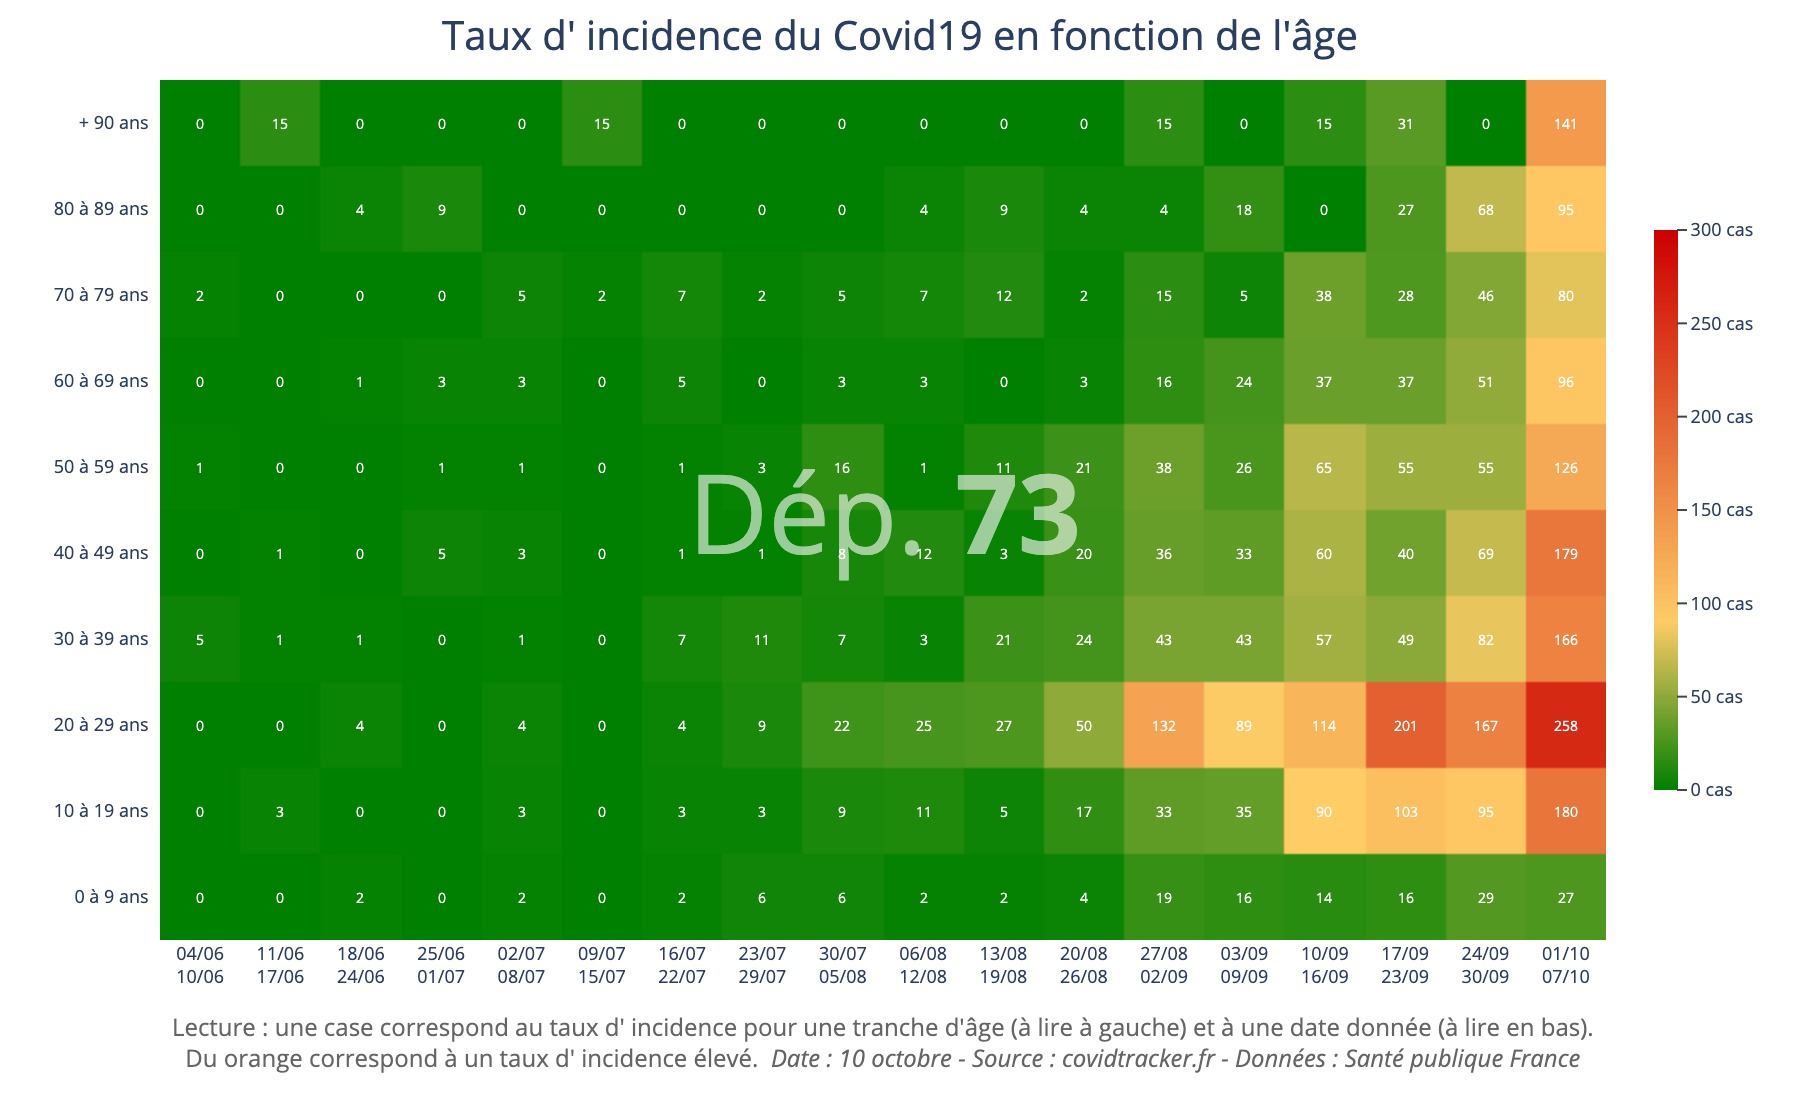 Taux d' incidence du Covid19 en fonction de l'âge
+ 90 ans 0 15 0 0 0 15 0 0 0 0 0 0 15 0 15 31 0 141
80 à 89 ans 0 0 4 9 0 0 0 0 0 4 9 4 4 18 0 27 68 95
70 à 79 ans 2 0 0 0 5 2 7 2 5 7 12 2 15 5 38 28 46 80
60 à 69 ans 0 0 1 3 3 0 5 0 3 3 0 3 16 24 37 37 51 96
50 à 59 ans 1 0 0 1 1 0 1 3 16 1 11 21 38 26 65 55 55 126
Dép. 73
40 à 49 ans 0 1 0 5 3 0 1 1 8 12 3 20 36 33 60 40 69 179
30 à 39 ans 5 1 1 0 1 0 7 11 7 3 21 24 43 43 57 49 82 166
20 à 29 ans 0 0 4 0 4 0 4 9 22 25 27 50 132 89 114 201 167 258
10 à 19 ans 0 3 0 0 3 0 3 3 9 11 5 17 33 35 90 103 95 180
0 à 9 ans 0 0 2 0 2 0 2 6 6 2 2 4 19 16 14 16 29 27
04/06 11/06 18/06 25/06 02/07 09/07 16/07 23/07 30/07 06/08 13/08 20/08 27/08 03/09 10/09 17/09 24/09 01/10
10/06 17/06 24/06 01/07 08/07 15/07 22/07 29/07 05/08 12/08 19/08 26/08 02/09 09/09 16/09 23/09 30/09 07/10
300 cas
250 cas
200 cas
150 cas
100 cas
50 cas
0 cas
Lecture : une case correspond au taux d' incidence pour une tranche d'âge (à lire à gauche) et à une date donnée (à lire en bas).
Du orange correspond à un taux d' incidence élevé. Date : 10 octobre - Source : covidtracker.fr - Données : Santé publique France